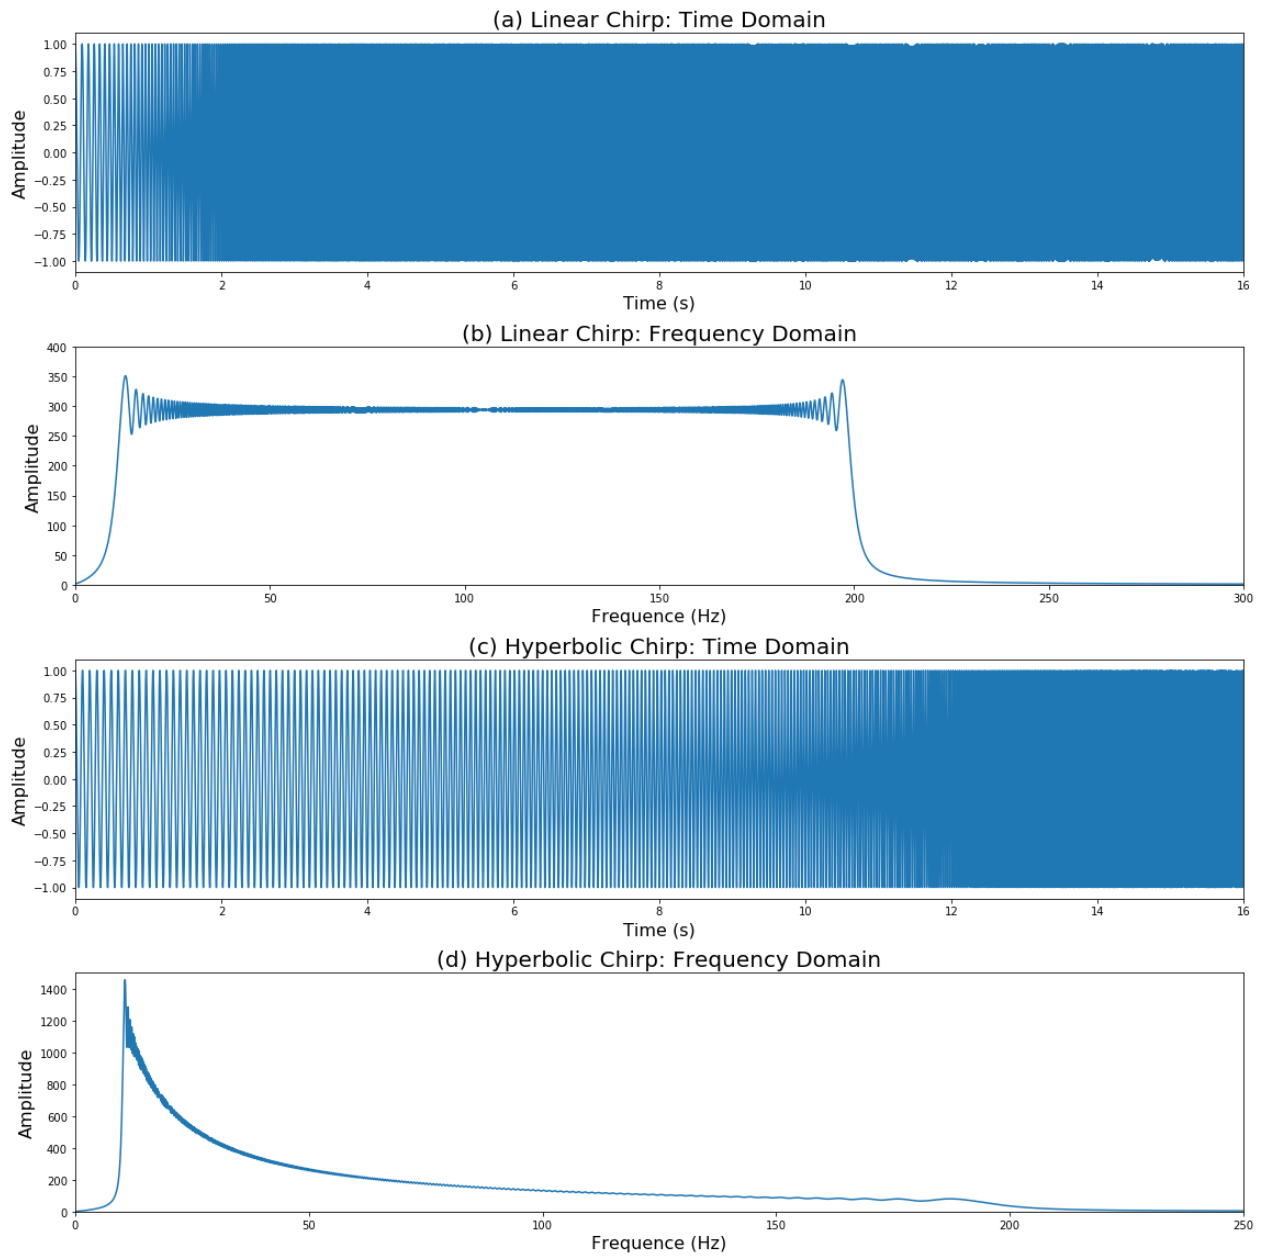 (a) Linear Chirp: Time Domain
1.00
0.75
0.50
0.25
0.00
−0.25
−0.50
−0.75
−1.00
Amplitude
0 2 4 6 8 10 12 14 16
Time (s)
(b) Linear Chirp: Frequency Domain
400
350
300
250
200
150
100
50
0
Amplitude
0 50 100 150 200 250 300
Frequence (Hz)
(c) Hyperbolic Chirp: Time Domain
1.00
0.75
0.50
0.25
0.00
−0.25
−0.50
−0.75
−1.00
Amplitude
0 2 4 6 8 10 12 14 16
Time (s)
(d) Hyperbolic Chirp: Frequency Domain
1400
1200
1000
800
600
400
200
0
Amplitude
0 50 100 150 200 250
Frequence (Hz)